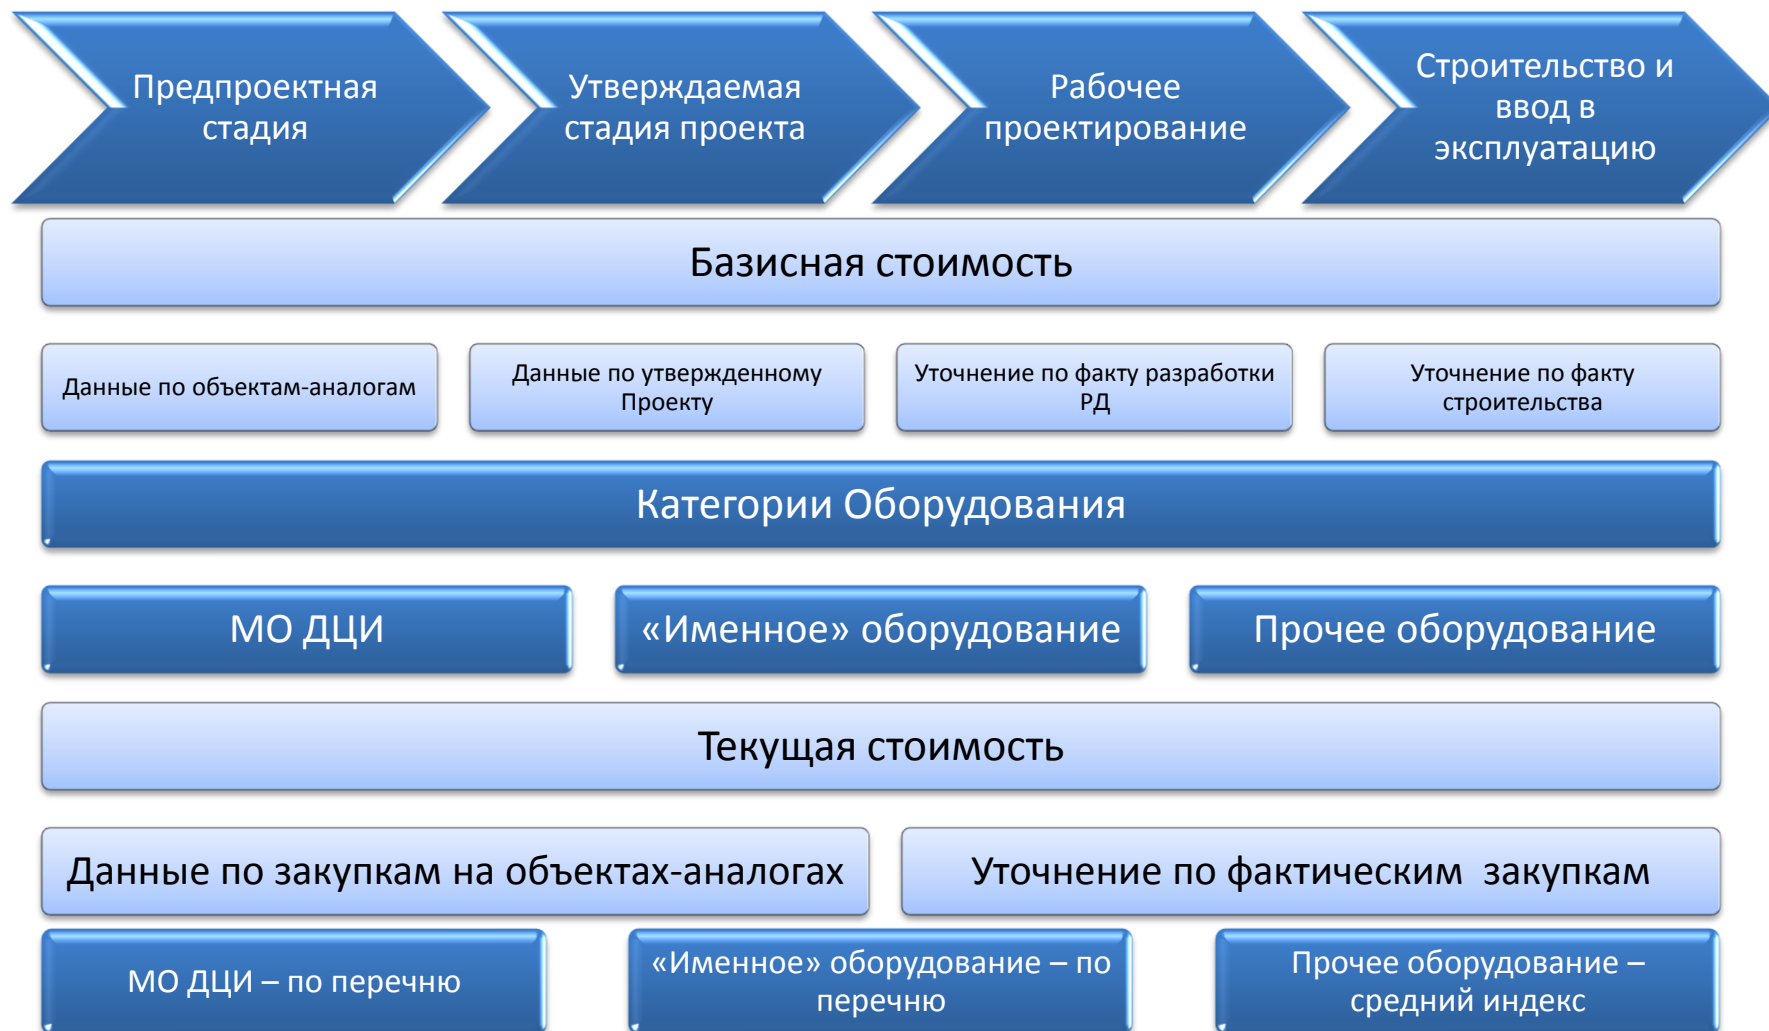 Предпроектная
стадия
Утверждаемая
стадия проекта
Рабочее
проектирование
Строительство и
ввод в
эксплуатацию
Базисная стоимость
Данные по объектам-аналогам
Данные по утвержденному
Проекту
Уточнение по факту разработки
РД
Уточнение по факту
строительства
Категории Оборудования
МО ДЦИ
«Именное» оборудование
Прочее оборудование
Текущая стоимость
Данные по закупкам на объектах-аналогах
Уточнение по фактическим закупкам
МО ДЦИ – по перечню
«Именное» оборудование – по
перечню
Прочее оборудование –
средний индекс